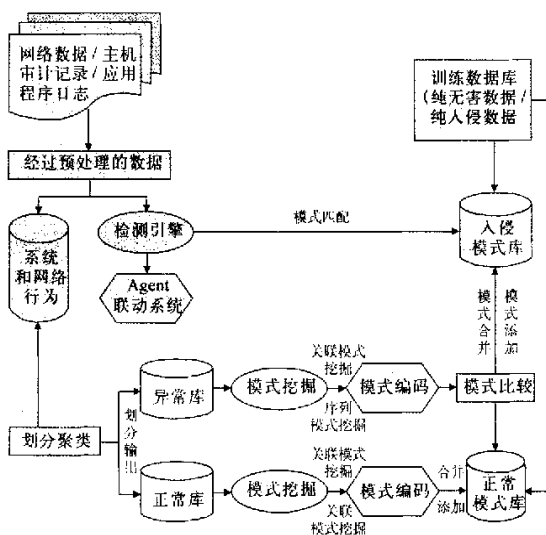 网络数据/主机
审计记录/应用
程序日志
训练数据库
(纯无害数据/
纯入侵数据
经过预处理的数据
系统
和网络
行为
检测引擎
模式匹配
入侵
模式库
Agent
联动系统
模式合并
模式添加
异常库
模式挖掘
关联模式
挖掘
序列
模式挖掘
模式编码
模式比较
划分聚类
划分输出
正常库
模式挖掘
关联模式
挖掘
关联
模式挖掘
模式编码
合并
添加
正常
模式库